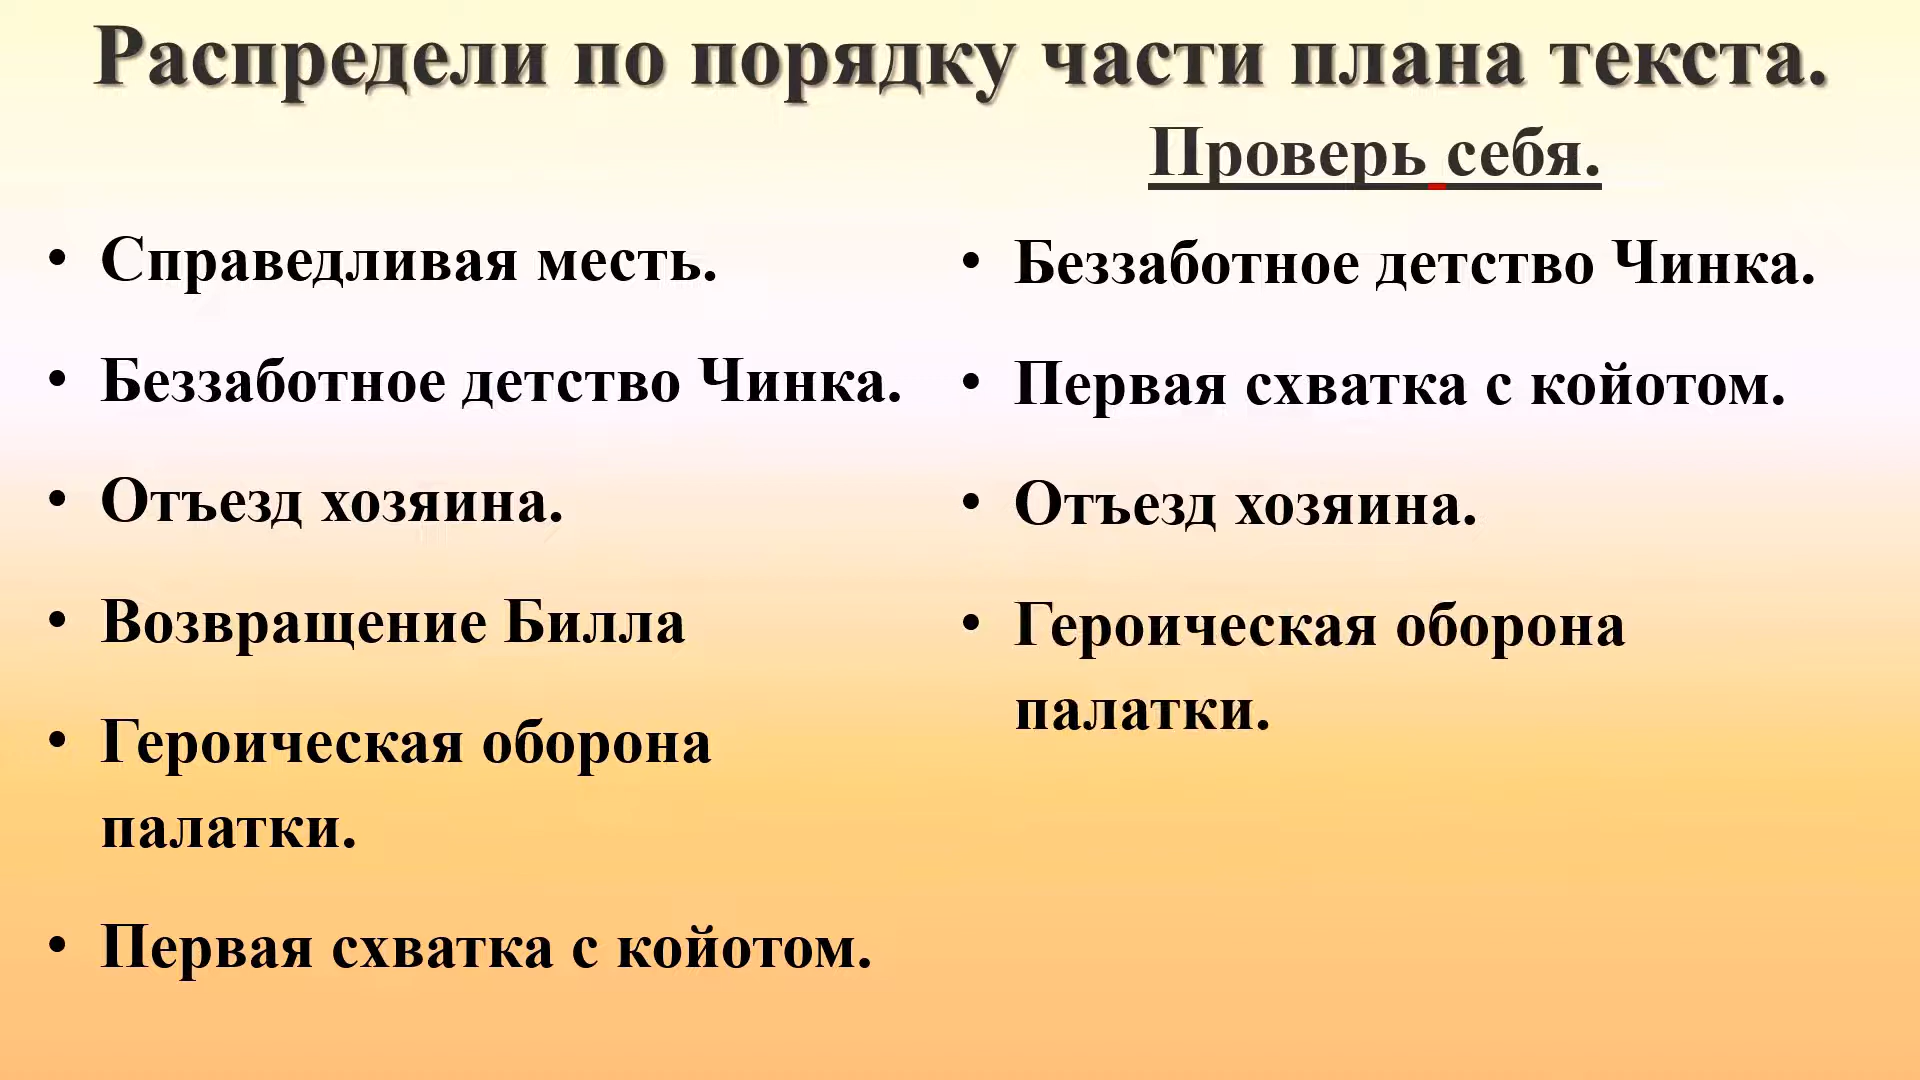 Распредели по порядку части плана текста.
Проверь себя.
• Справедливая месть.
• Беззаботное детство Чинка.
• Отъезд хозяина.
• Возвращение Билла
• Героическая оборона
палатки.
• Первая схватка с койотом.
• Беззаботное детство Чинка.
• Первая схватка с койотом.
• Отъезд хозяина.
• Героическая оборона
палатки.